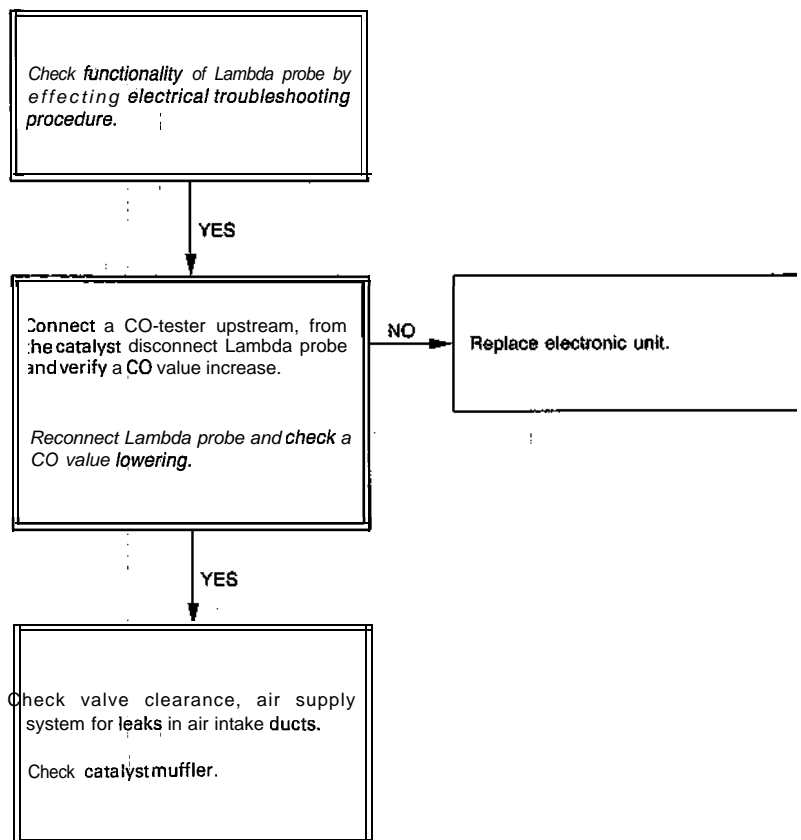 Check functionality of Lambda probe by
effecting electrical troubleshooting
procedure.
YES
Connect a CO-tester upstream, from
the catalyst disconnect Lambda probe
and verify a CO value increase.
NO
Replace electronic unit.
Reconnect Lambda probe and check a
CO value lowering.
YES
Check valve clearance, air supply
system for leaks in air intake ducts.
Check catalyst muffler.